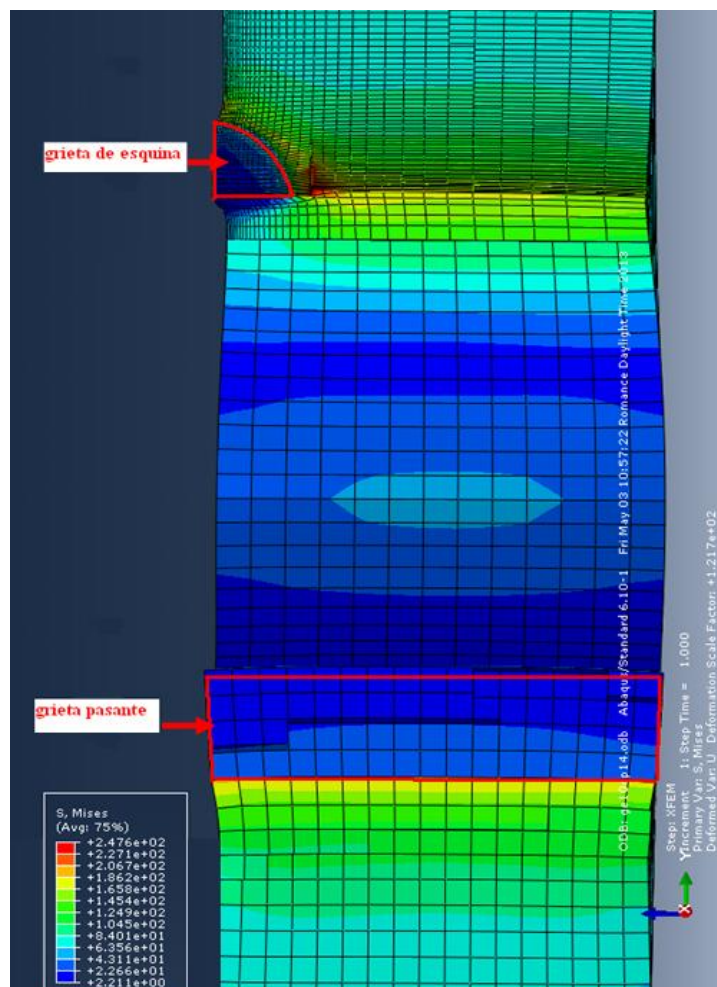 grieta de esquina
grieta pasante
S, Mises
(Avg: 75%)
+2.476e+02
+2.271e+02
+2.067e+02
+1.862e+02
+1.658e+02
+1.454e+02
+1.249e+02
+1.045e+02
+8.401e+01
+6.356e+01
+4.311e+01
+2.266e+01
+2.211e+00
Abaqus/Standard 6.10-1 Fri May 03 10:57:22 Romance Daylight Time 2013
Step: XFEM
Increment 1: Step Time = 1.000
Primary Var: S, Mises
Deformed Var: U Deformation Scale Factor: +1.217e+02
Y
X